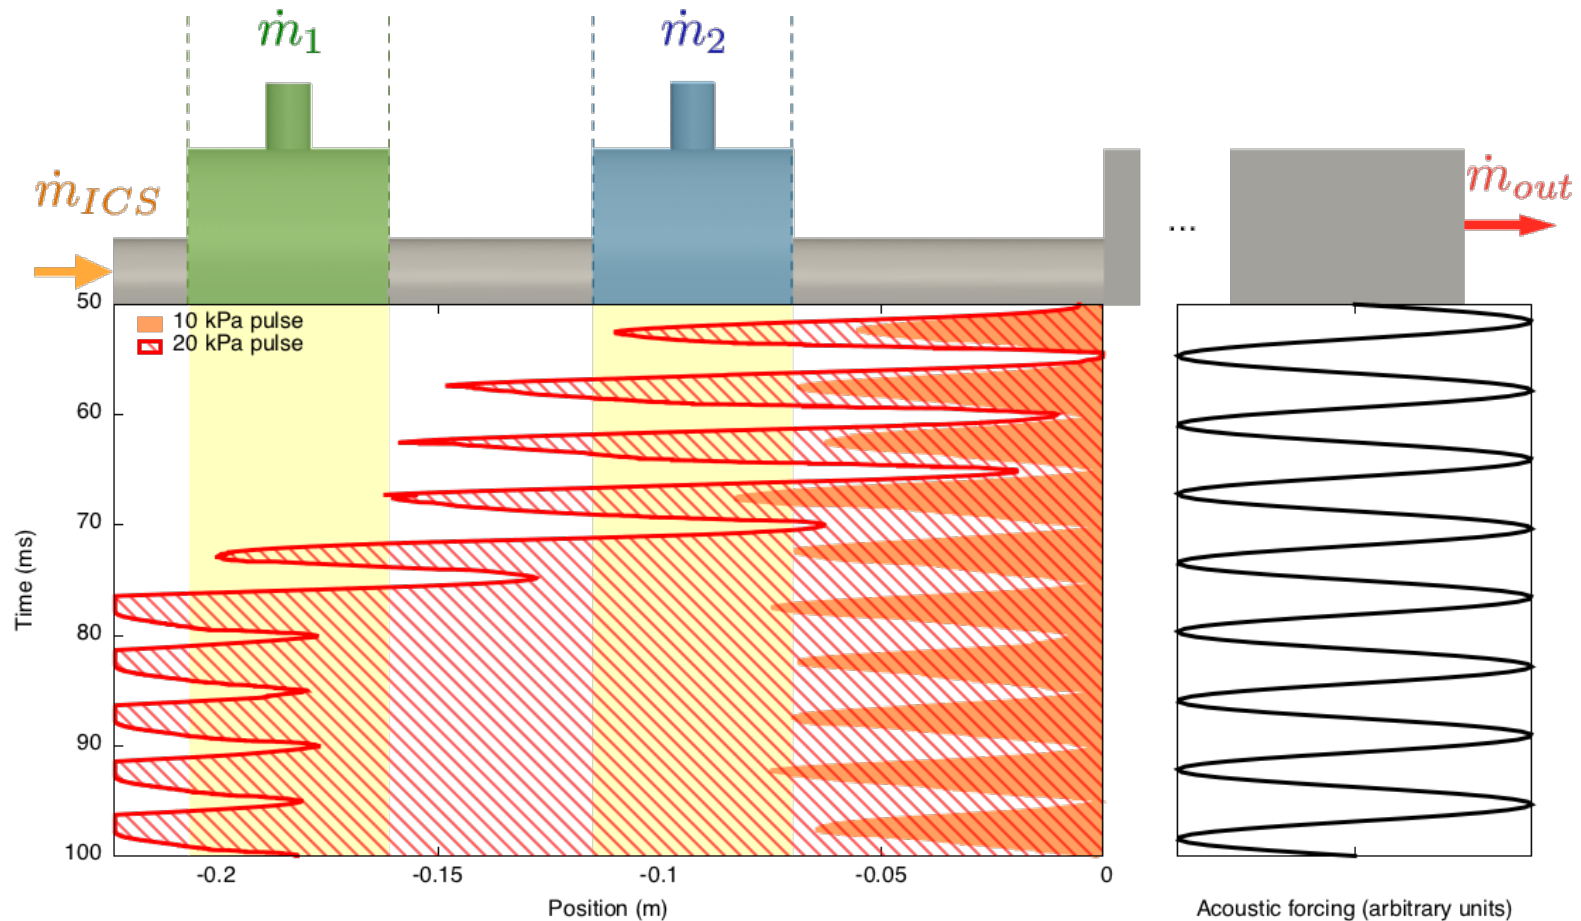 ṁ1
ṁ2
ṁICS
ṁout
...
10 kPa pulse
20 kPa pulse
50
60
70
80
90
100
Time (ms)
-0.2
-0.15
-0.1
-0.05
0
Position (m)
Acoustic forcing (arbitrary units)